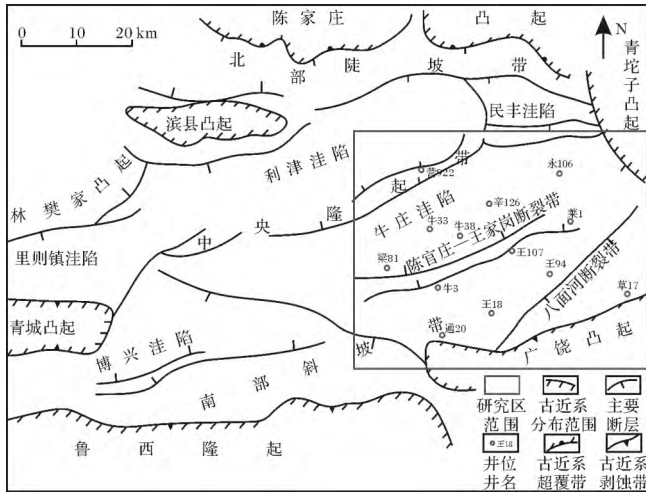 陈家庄凸起
N
0 10 20 km
北部陡坡带
青坨子凸起
民丰洼陷
滨县凸起
利津洼陷
林樊家凸起
永106
营922
辛126
莱1
牛庄洼陷
牛33
牛38
陈官庄—王家岗断裂带
中央隆起带
里则镇洼陷
王107
梁81
王94
八面河断裂带
牛3
草17
青城凸起
王18
通20
广饶凸起
博兴洼陷
南部斜坡带
鲁西隆起
研究区范围
古近系分布范围
主要断层
王18
井位井名
古近系超覆带
古近系剥蚀带